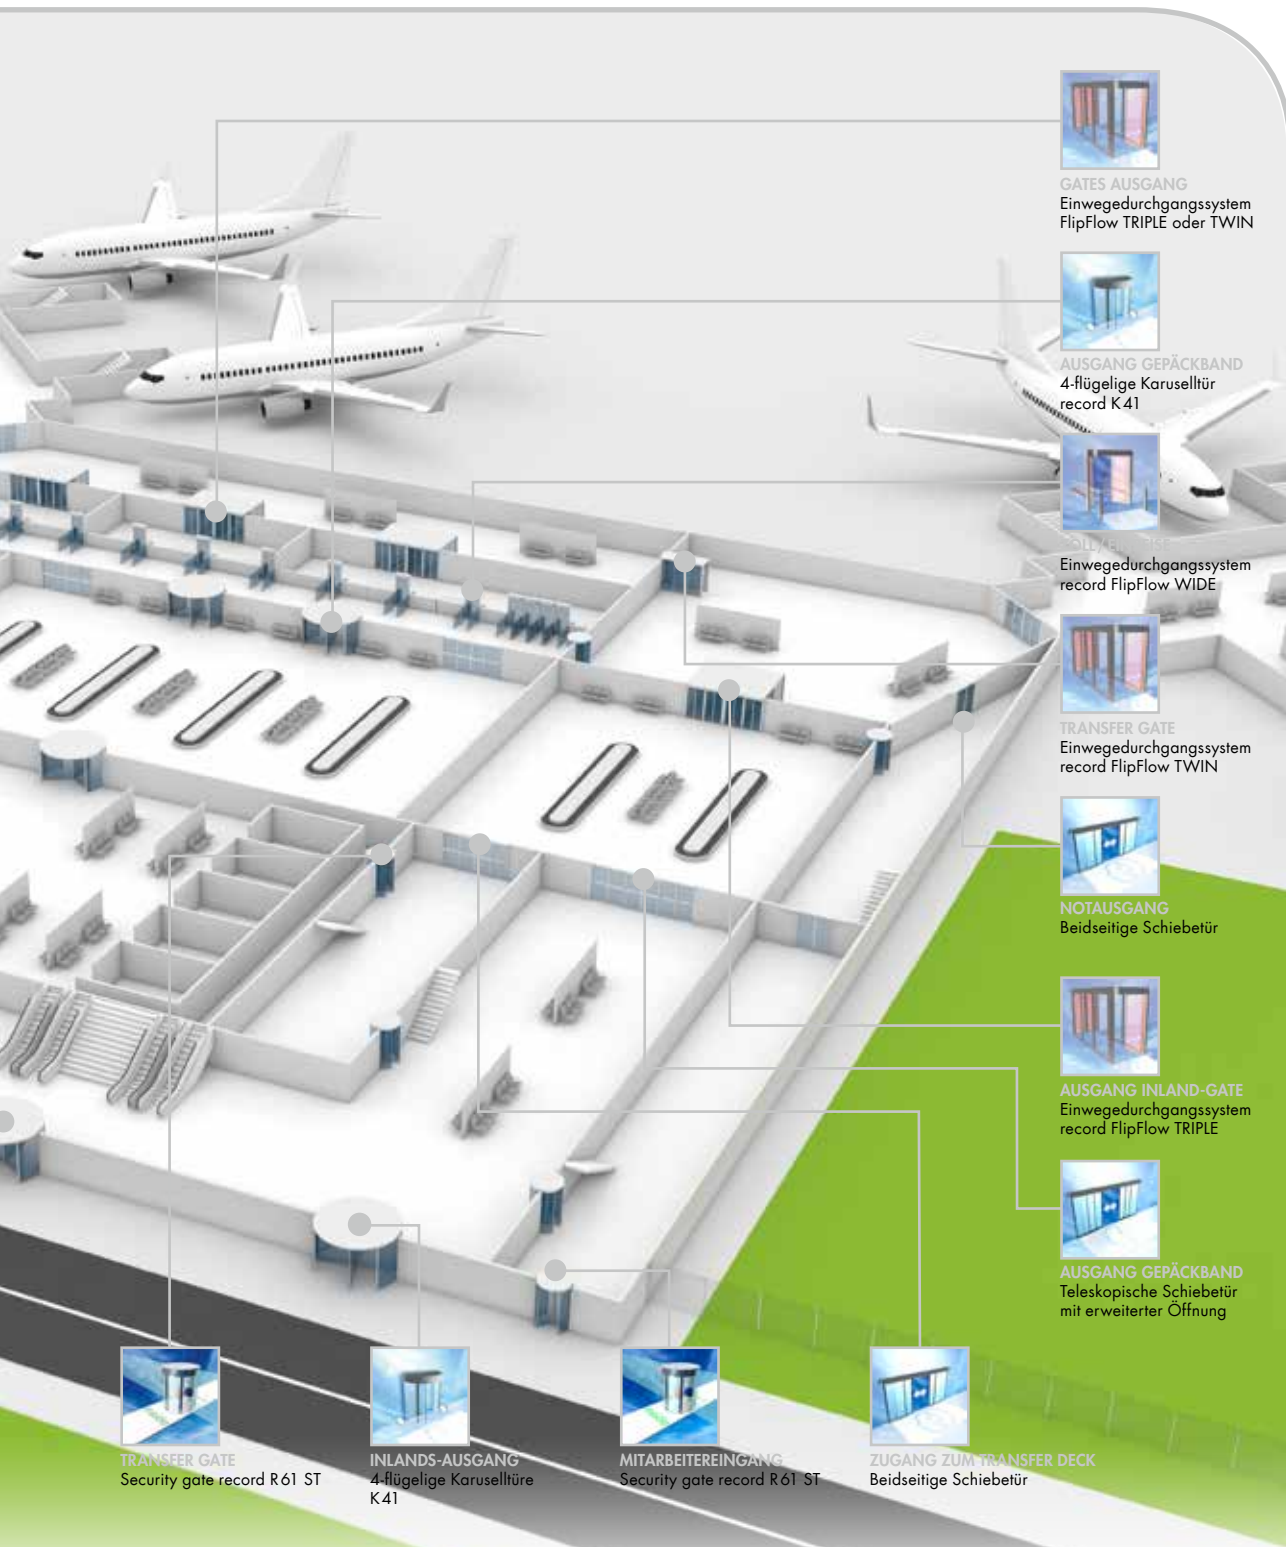 GATES AUSGANG
Einwegedurchgangssystem
FlipFlow TRIPLE oder TWIN
AUSGANG GEPÄCKBAND
4-flügelige Karuselltür
record K41
Einwegedurchgangssystem
record FlipFlow WIDE
TRANSFER GATE
Einwegedurchgangssystem
record FlipFlow TWIN
NOTAUSGANG
Beidseitige Schiebetür
AUSGANG INLAND-GATE
Einwegedurchgangssystem
record FlipFlow TRIPLE
AUSGANG GEPÄCKBAND
Teleskopische Schiebetür
mit erweiterter Öffnung
TRANSFER GATE
Security gate record R61 ST
INLANDS-AUSGANG
4-flügelige Karuselltüre
K41
MITARBEITEREINGANG
Security gate record R61 ST
ZUGANG ZUM TRANSFER DECK
Beidseitige Schiebetür